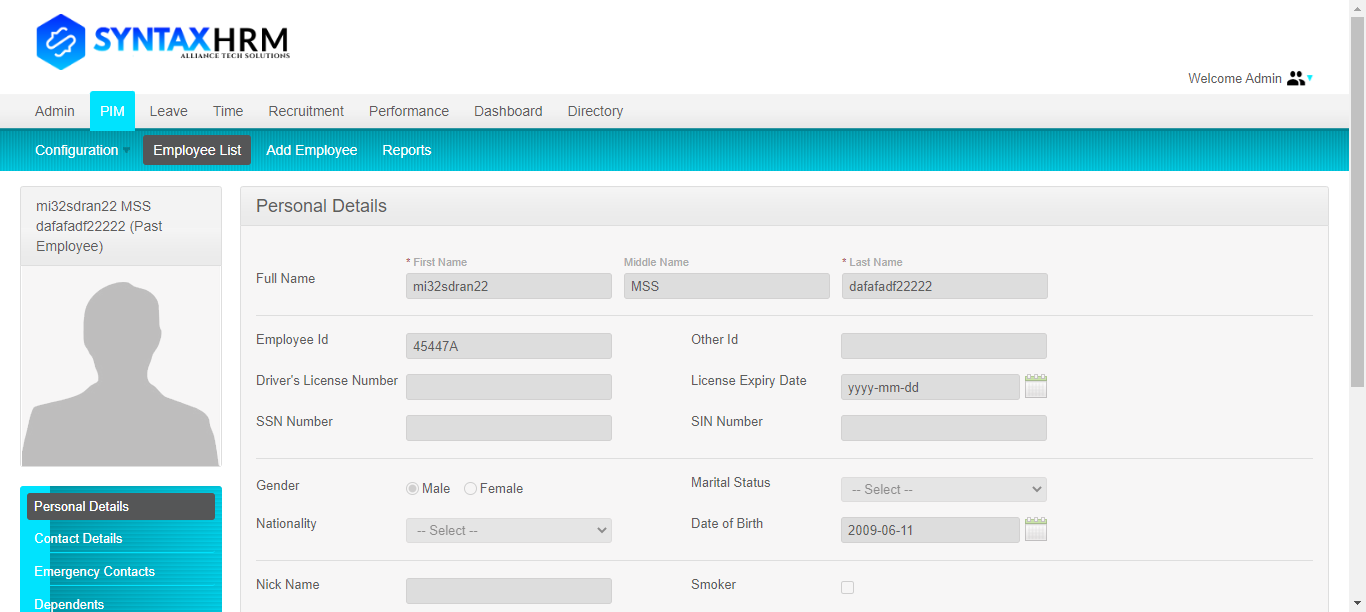 SYNTAXHRM
ALLIANCE TECH SOLUTIONS
Welcome Admin
Admin PIM Leave Time Recruitment Performance Dashboard Directory
Configuration Employee List Add Employee Reports
mi32sdran22 MSS
dafafadf22222 (Past
Employee)
Personal Details
* First Name Middle Name * Last Name
Full Name mi32sdran22 MSS dafafadf22222
Employee Id 45447A Other Id
Driver's License Number License Expiry Date yyyy-mm-dd
SSN Number SIN Number
Gender Male Female Marital Status -- Select --
Nationality -- Select -- Date of Birth 2009-06-11
Nick Name Smoker
Personal Details
Contact Details
Emergency Contacts
Dependents